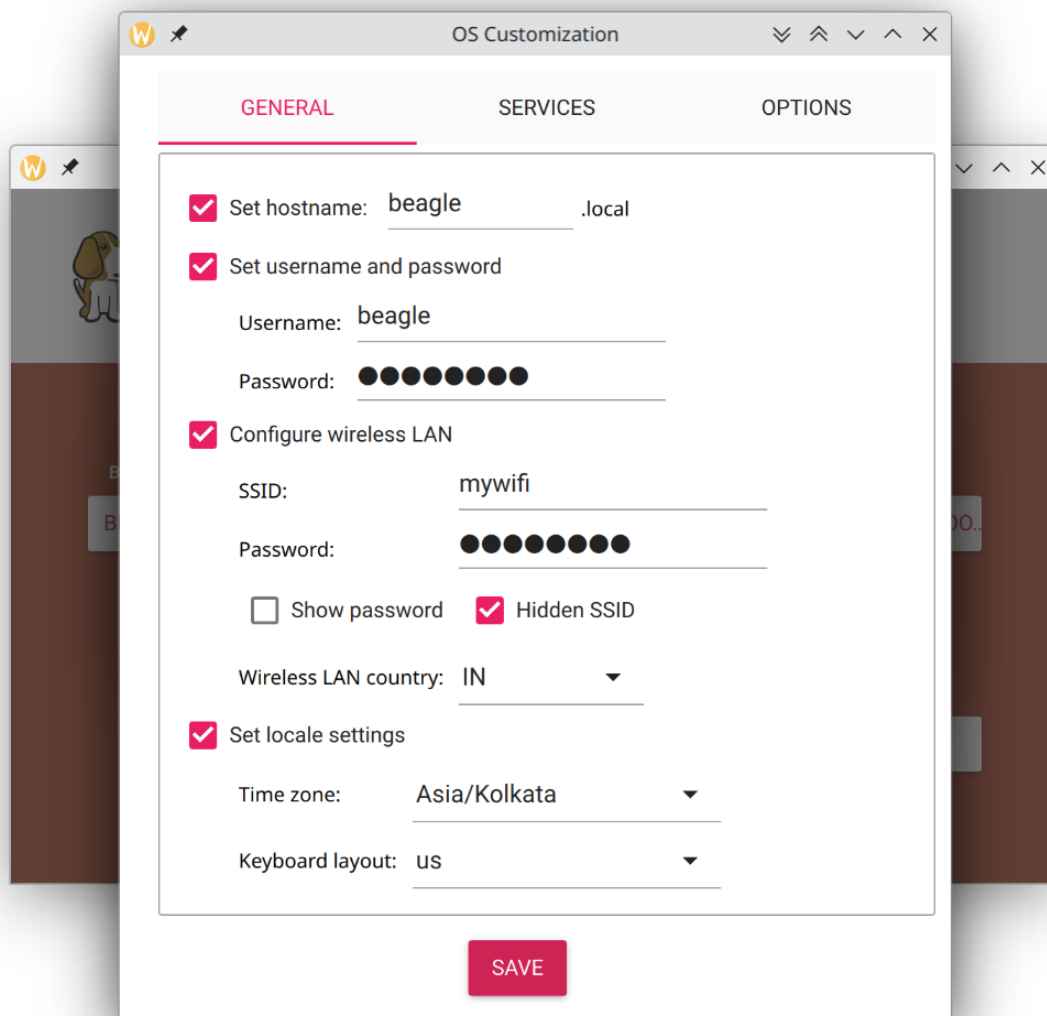 OS Customization
GENERAL SERVICES OPTIONS
Set hostname: beagle .local
Set username and password
Username: beagle
Password: ●●●●●●●●
Configure wireless LAN
SSID: mywifi
Password: ●●●●●●●●
Show password Hidden SSID
Wireless LAN country: IN
Set locale settings
Time zone: Asia/Kolkata
Keyboard layout: us
SAVE